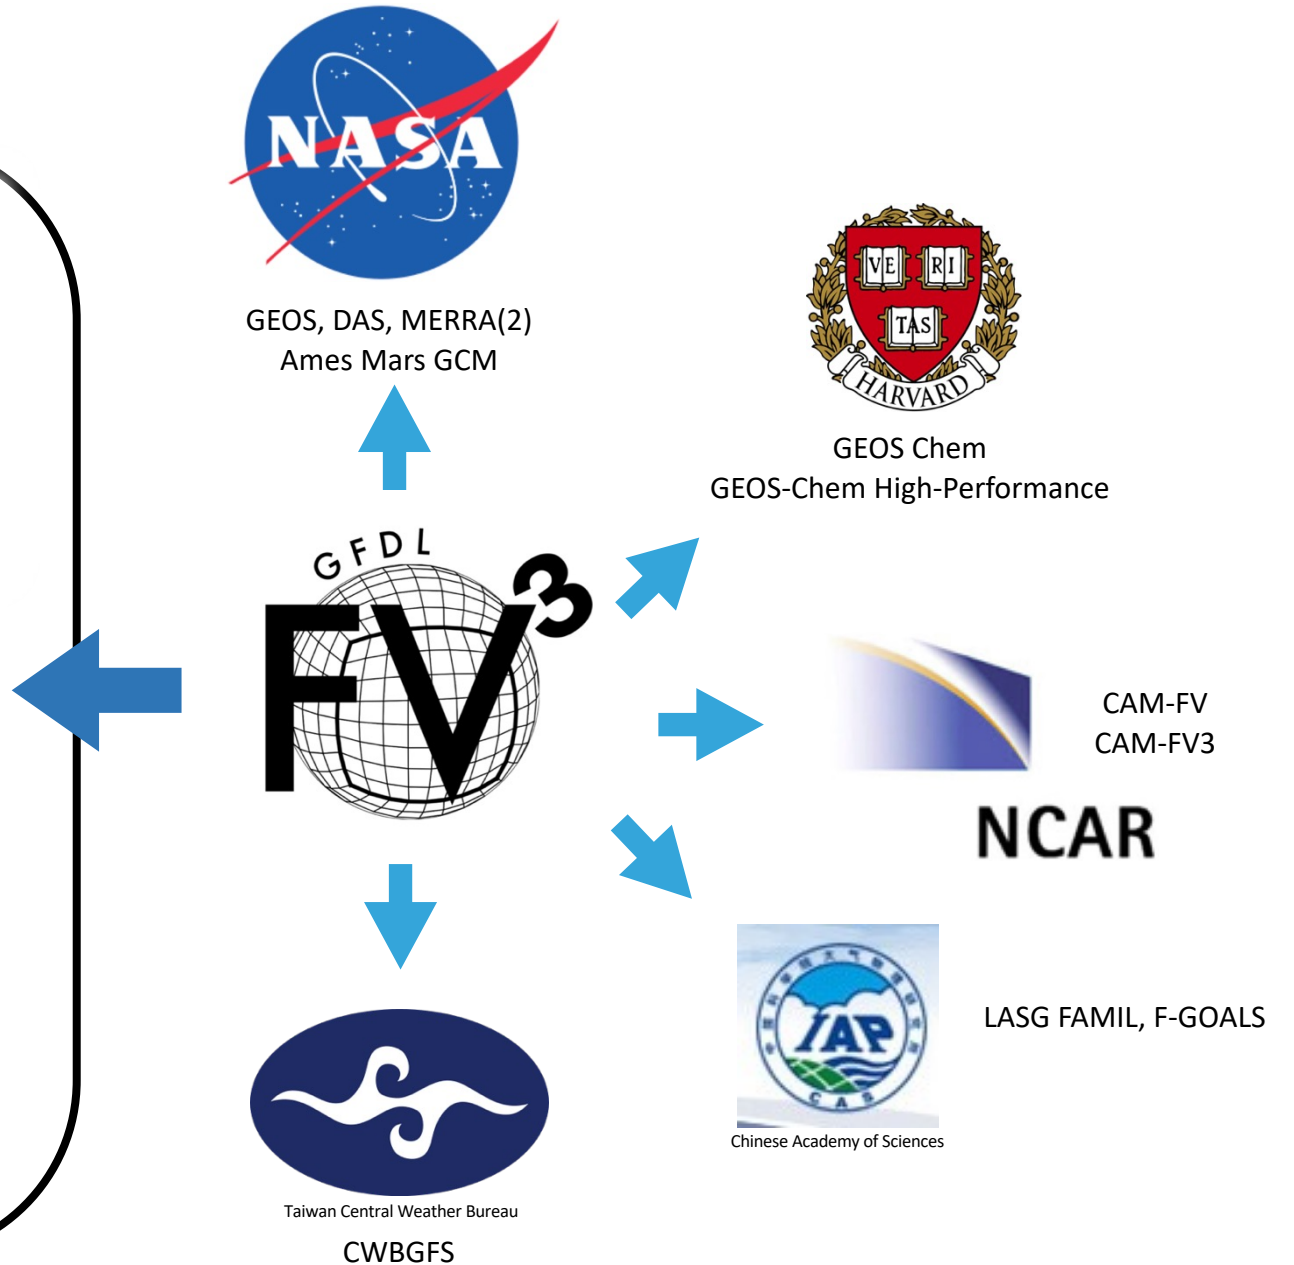 NASA
GEOS, DAS, MERRA(2)
Ames Mars GCM
VE RI
TAS
HARVARD
GEOS Chem
GEOS-Chem High-Performance
GFDL
FV3
CAM-FV
CAM-FV3
NCAR
IAP
CAS
LASG FAMIL, F-GOALS
Chinese Academy of Sciences
Taiwan Central Weather Bureau
CWBGFS